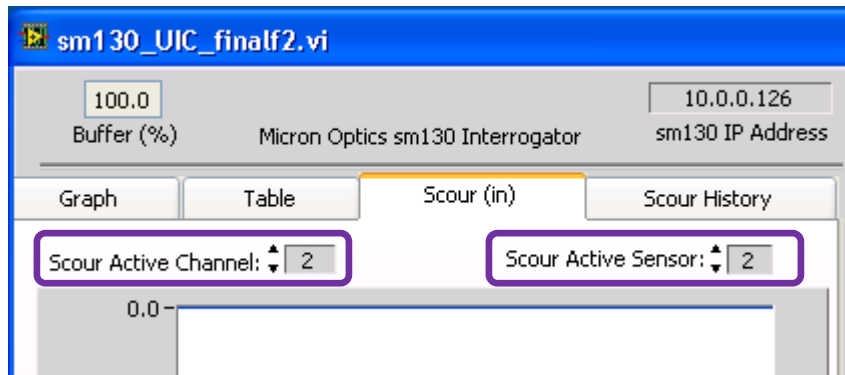 sm130_UIC_finalf2.vi
100.0
10.0.0.126
Buffer (%)
Micron Optics sm130 Interrogator
sm130 IP Address
Graph
Table
Scour (in)
Scour History
Scour Active Channel: 2
Scour Active Sensor: 2
0.0